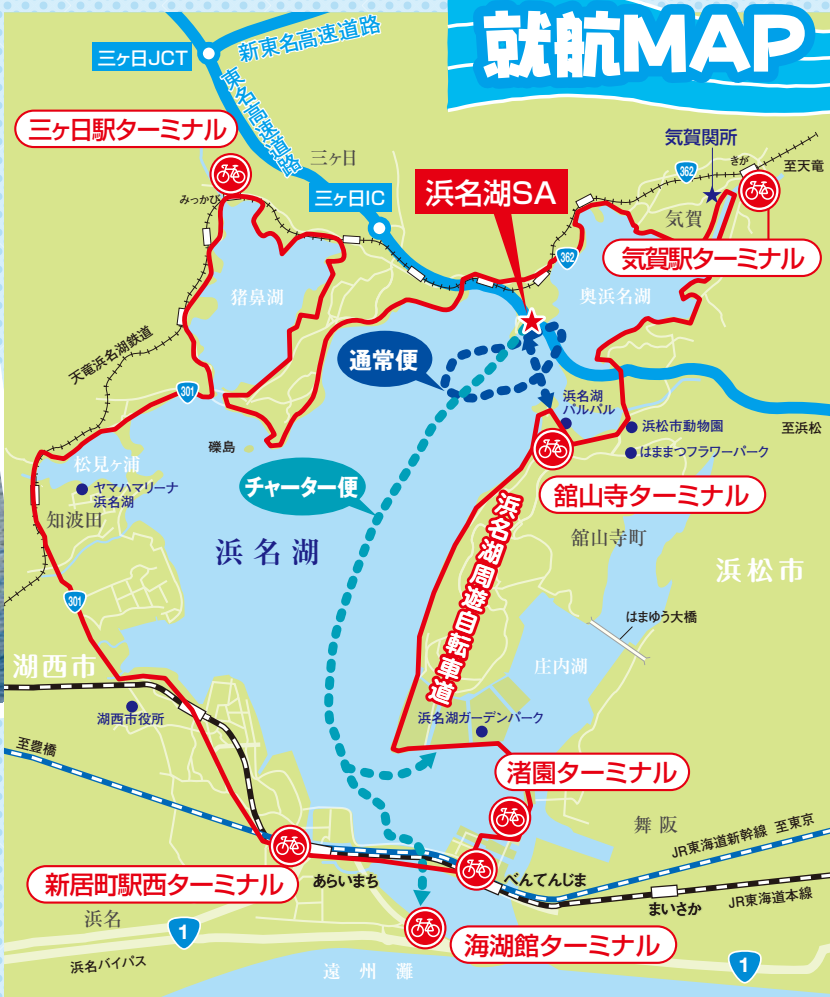 就航MAP
三ヶ日JCT
新東名高速道路
東名高速道路
三ヶ日駅ターミナル
三ヶ日
みっかび
三ヶ日IC
浜名湖SA
気賀関所
362
きが
至天竜
気賀
気賀駅ターミナル
362
奥浜名湖
猪鼻湖
天竜浜名湖鉄道
通常便
301
浜名湖
パルパル
浜松市動物園
至浜松
はままつフラワーパーク
礫島
松見ヶ浦
ヤマハマリーナ
浜名湖
知波田
チャーター便
舘山寺ターミナル
浜名湖周遊自転車道
舘山寺町
浜名湖
浜松市
301
はまゆう大橋
湖西市
庄内湖
湖西市役所
浜名湖ガーデンパーク
至豊橋
渚園ターミナル
舞阪
JR東海道新幹線 至東京
新居町駅西ターミナル
あらいまち
べんてんじま
まいさか
JR東海道本線
浜名
1
海湖館ターミナル
浜名バイパス
遠州灘
1